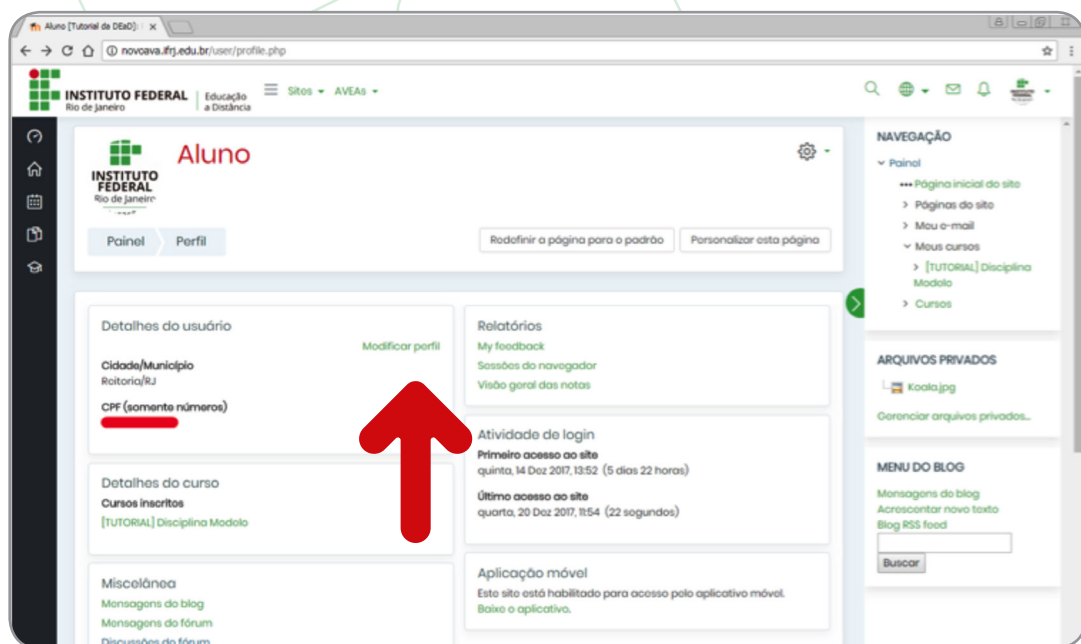 Aluno [Tutorial da DEaD]:
novoava.ifrj.edu.br/user/profile.php
INSTITUTO FEDERAL
Rio de Janeiro
Educação
a Distância
Sites
AVEAs
INSTITUTO
FEDERAL
Rio de Janeiro
Aluno
Painel
Perfil
Redefinir a página para o padrão
Personalizar esta página
Detalhes do usuário
Modificar perfil
Cidade/Município
Reitoria/RJ
CPF (somente números)
Detalhes do curso
Cursos inscritos
[TUTORIAL] Disciplina Modelo
Miscelânea
Mensagens do blog
Mensagens do fórum
Discussões do fórum
Relatórios
My feedback
Sessões do navegador
Visão geral das notas
Atividade de login
Primeiro acesso ao site
quinta, 14 Dez 2017, 13:52 (5 dias 22 horas)
Último acesso ao site
quarta, 20 Dez 2017, 11:54 (22 segundos)
Aplicação móvel
Este site está habilitado para acesso pelo aplicativo móvel.
Baixe o aplicativo.
NAVEGAÇÃO
Painel
Página inicial do site
Páginas do site
Meu e-mail
Meus cursos
[TUTORIAL] Disciplina
Modelo
Cursos
ARQUIVOS PRIVADOS
Koala.jpg
Gerenciar arquivos privados...
MENU DO BLOG
Mensagens do blog
Acrescentar novo texto
Blog RSS feed
Buscar